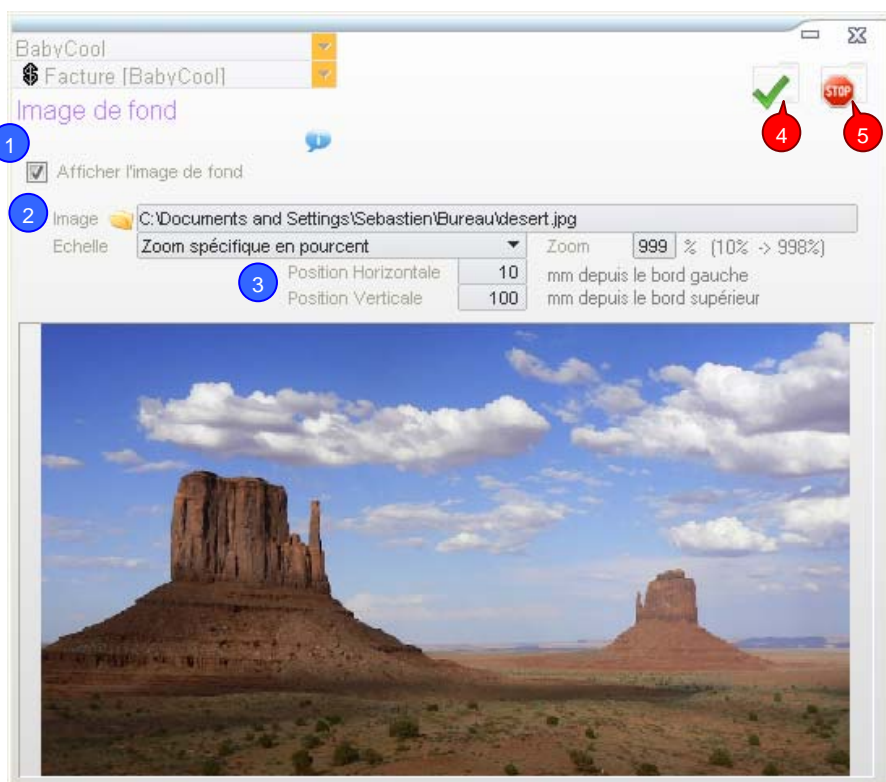 BabyCool
Facture [BabyCool]
Image de fond
STOP
4
5
1
Afficher l'image de fond
2
Image C:\Documents and Settings\Sebastien\Bureau\desert.jpg
Echelle Zoom spécifique en pourcent Zoom 999 % (10% -> 998%)
3
Position Horizontale 10 mm depuis le bord gauche
Position Verticale 100 mm depuis le bord supérieur